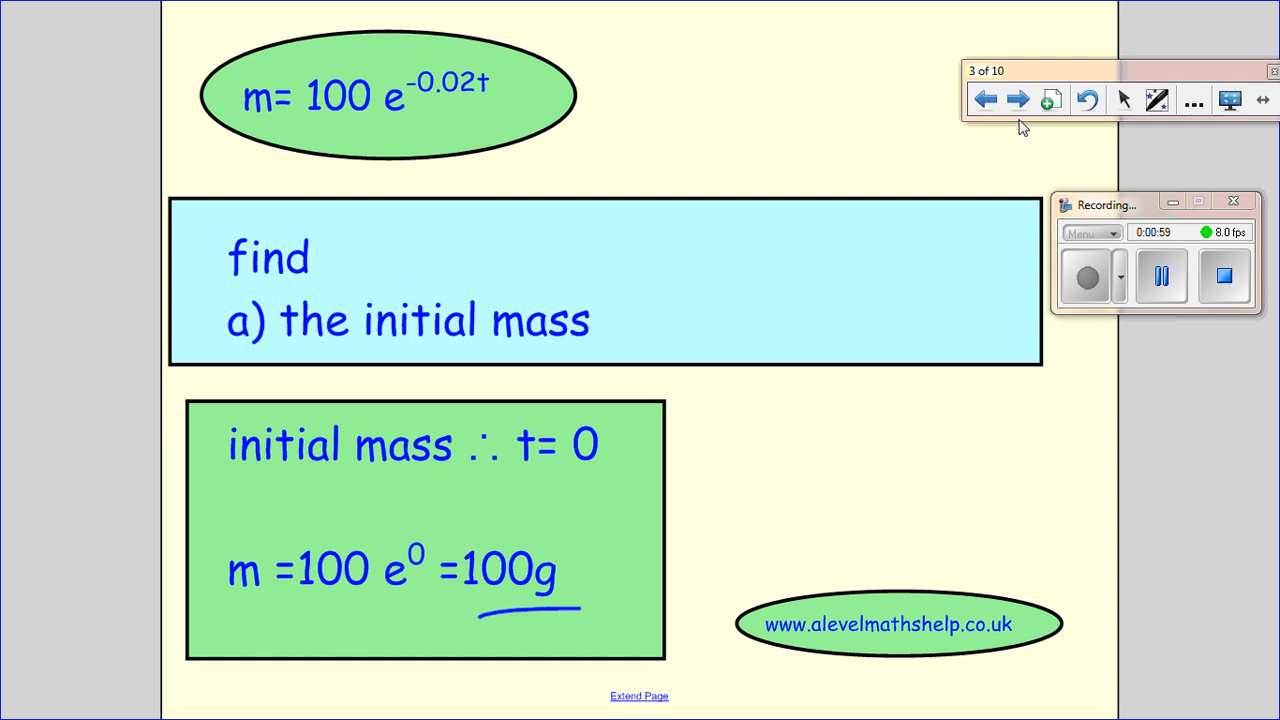 m= 100 e^-0.02t
3 of 10
Recording...
Menu
0:00:59
8.0 fps
find
a) the initial mass
initial mass ∴ t= 0
m =100 e^0 =100g
www.alevelmathshelp.co.uk
Extend Page